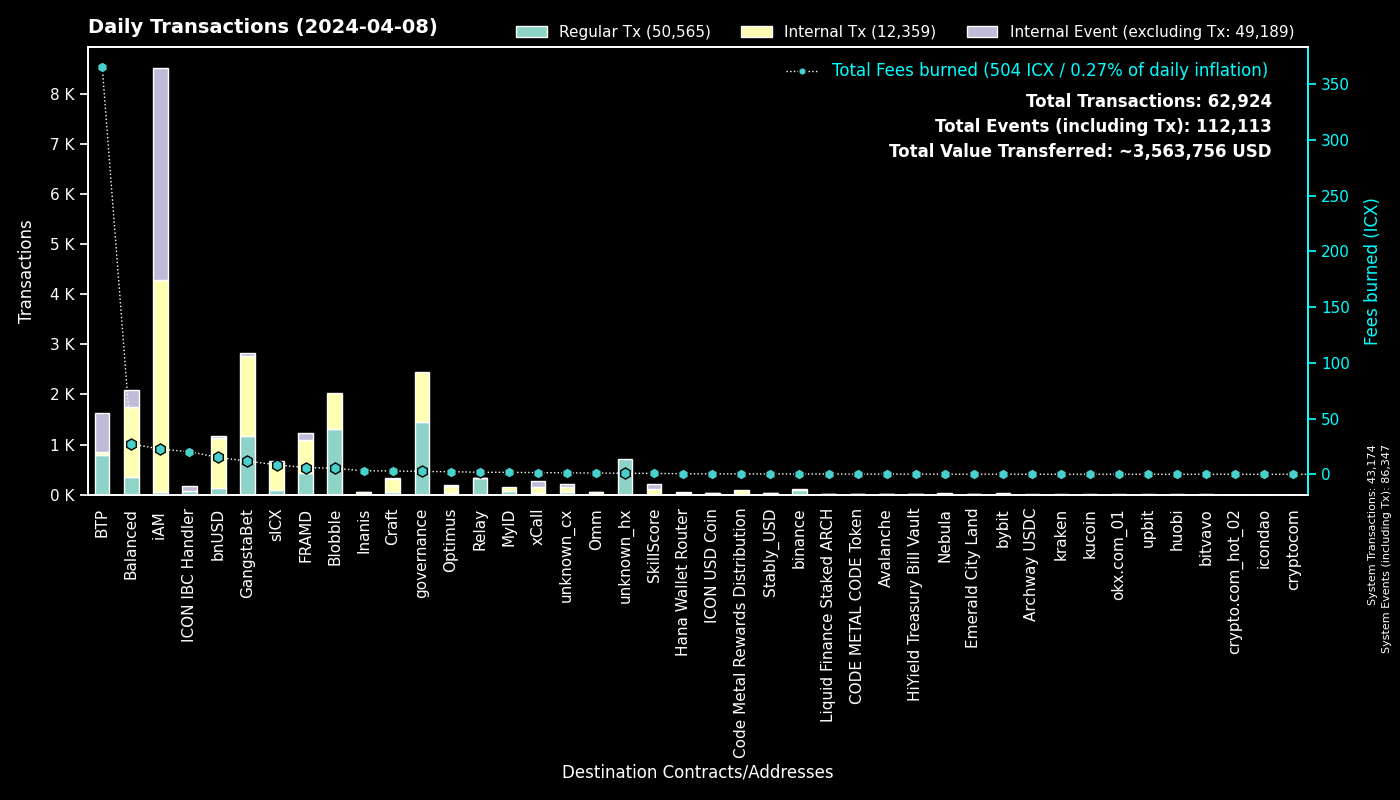 Daily Transactions (2024-04-08)
Regular Tx (50,565)
Internal Tx (12,359)
Internal Event (excluding Tx: 49,189)
Total Fees burned (504 ICX / 0.27% of daily inflation)
Total Transactions: 62,924
Total Events (including Tx): 112,113
Total Value Transferred: ~3,563,756 USD
Transactions
8 K
7 K
6 K
5 K
4 K
3 K
2 K
1 K
0 K
350
300
250
200
150
100
50
0
Fees burned (ICX)
BTP
Balanced
iAM
ICON IBC Handler
bnUSD
GangstaBet
sICX
FRAMD
Blobble
Inanis
Craft
governance
Optimus
Relay
MyID
xCall
unknown_cx
Omm
unknown_hx
SkillScore
Hana Wallet Router
ICON USD Coin
Code Metal Rewards Distribution
Stably_USD
binance
Liquid Finance Staked ARCH
CODE METAL CODE Token
Avalanche
HiYield Treasury Bill Vault
Nebula
Emerald City Land
bybit
Archway USDC
kraken
kucoin
okx.com_01
upbit
huobi
bitvavo
crypto.com_hot_02
icondao
cryptocom
Destination Contracts/Addresses
System Transactions: 43,174
System Events (including Tx): 86,347